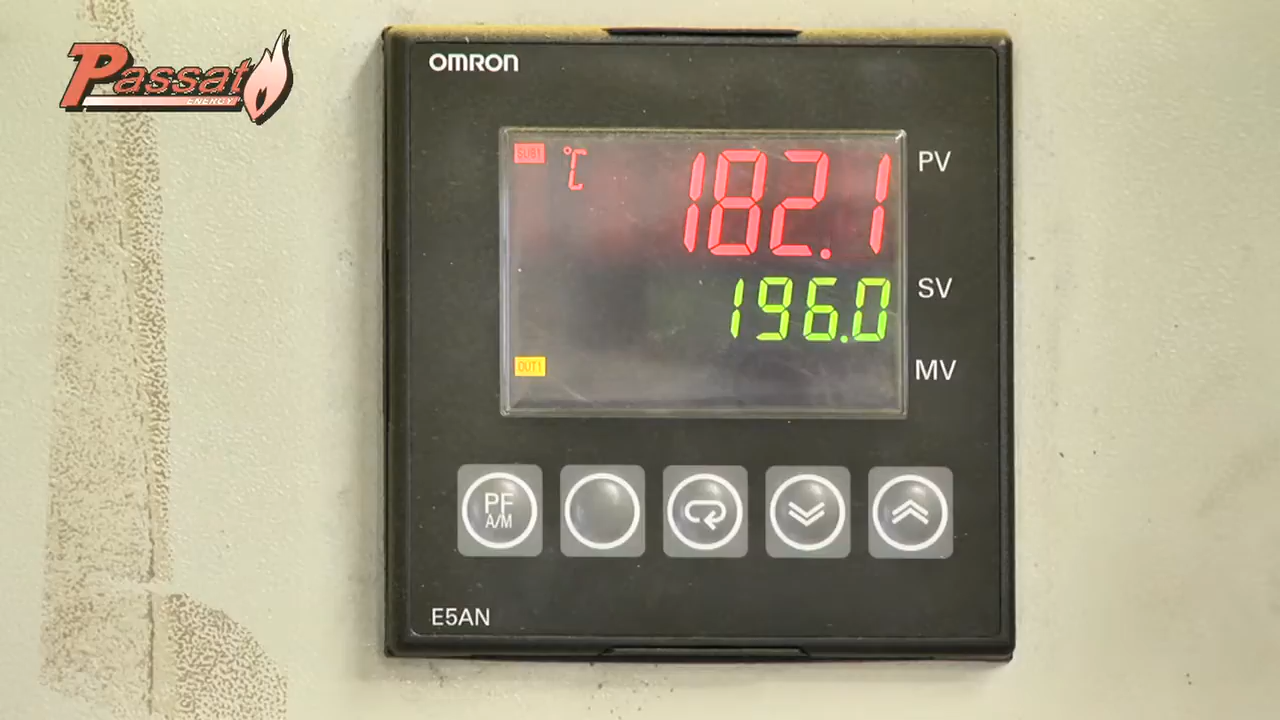 Passat
ENERGY
OMRON
SUB1 °C 182.1 PV
196.0 SV
OUT1 MV
PF
A/M
E5AN